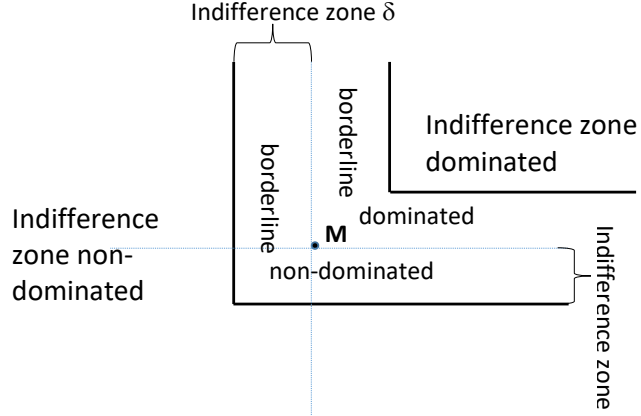 Indifference zone δ
borderline
borderline
Indifference zone
dominated
dominated
M
non-dominated
Indifference
zone non-
dominated
Indifference zone